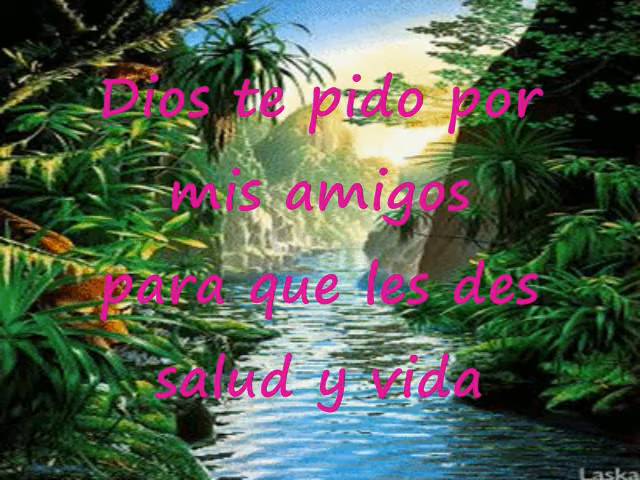 Dios te pido por
mis amigos
para que les des
salud y vida
Laska